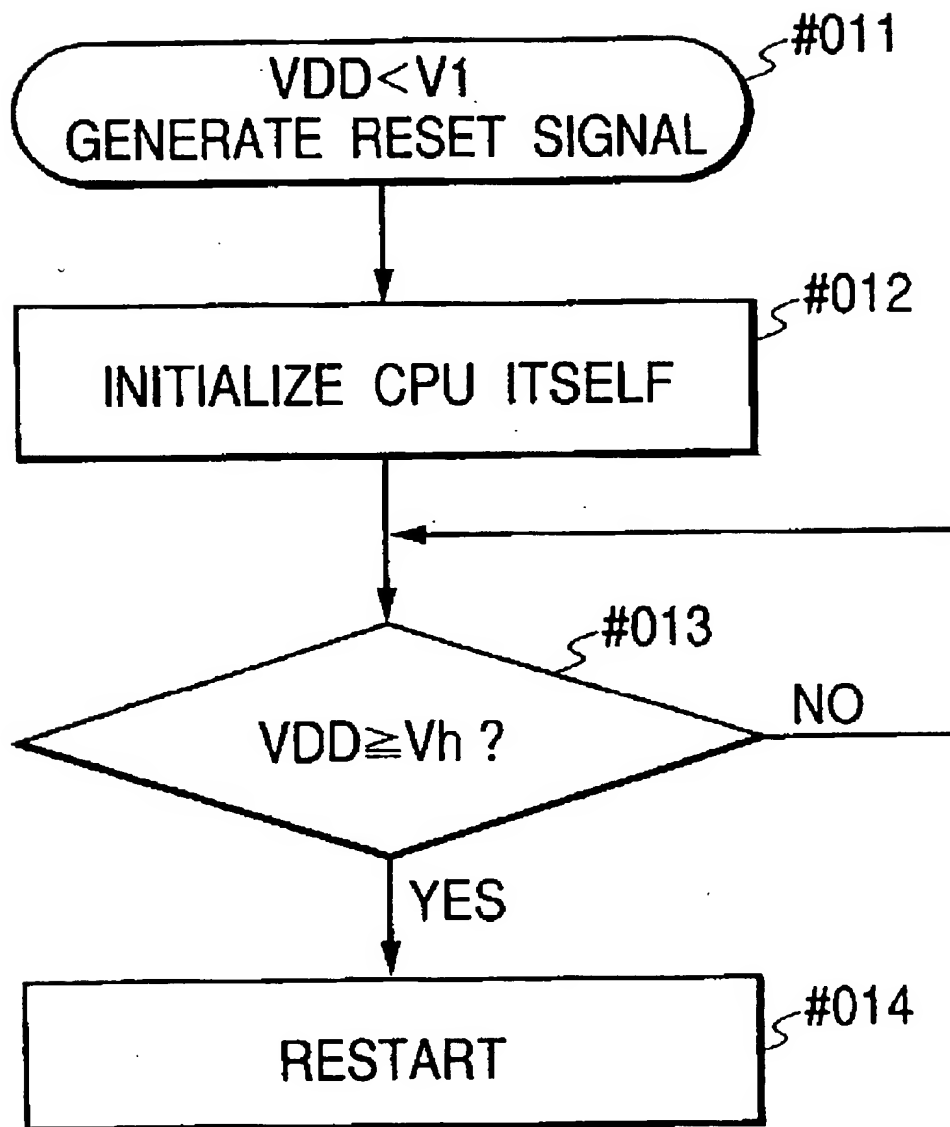 #011
VDD<V1
GENERATE RESET SIGNAL
#012
INITIALIZE CPU ITSELF
#013
VDD≧Vh ?
NO
YES
#014
RESTART